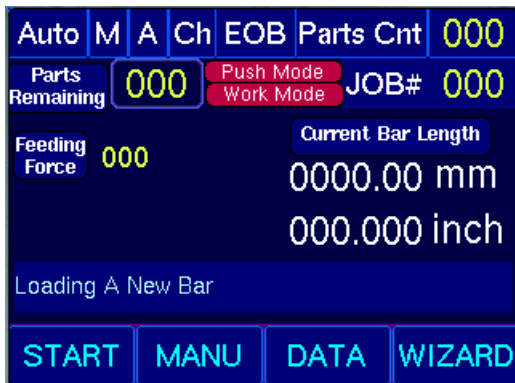 Auto M A Ch EOB Parts Cnt 000
Parts Remaining 000 Push Mode Work Mode JOB# 000
Feeding Force 000
Current Bar Length
0000.00 mm
000.000 inch
Loading A New Bar
START MANU DATA WIZARD